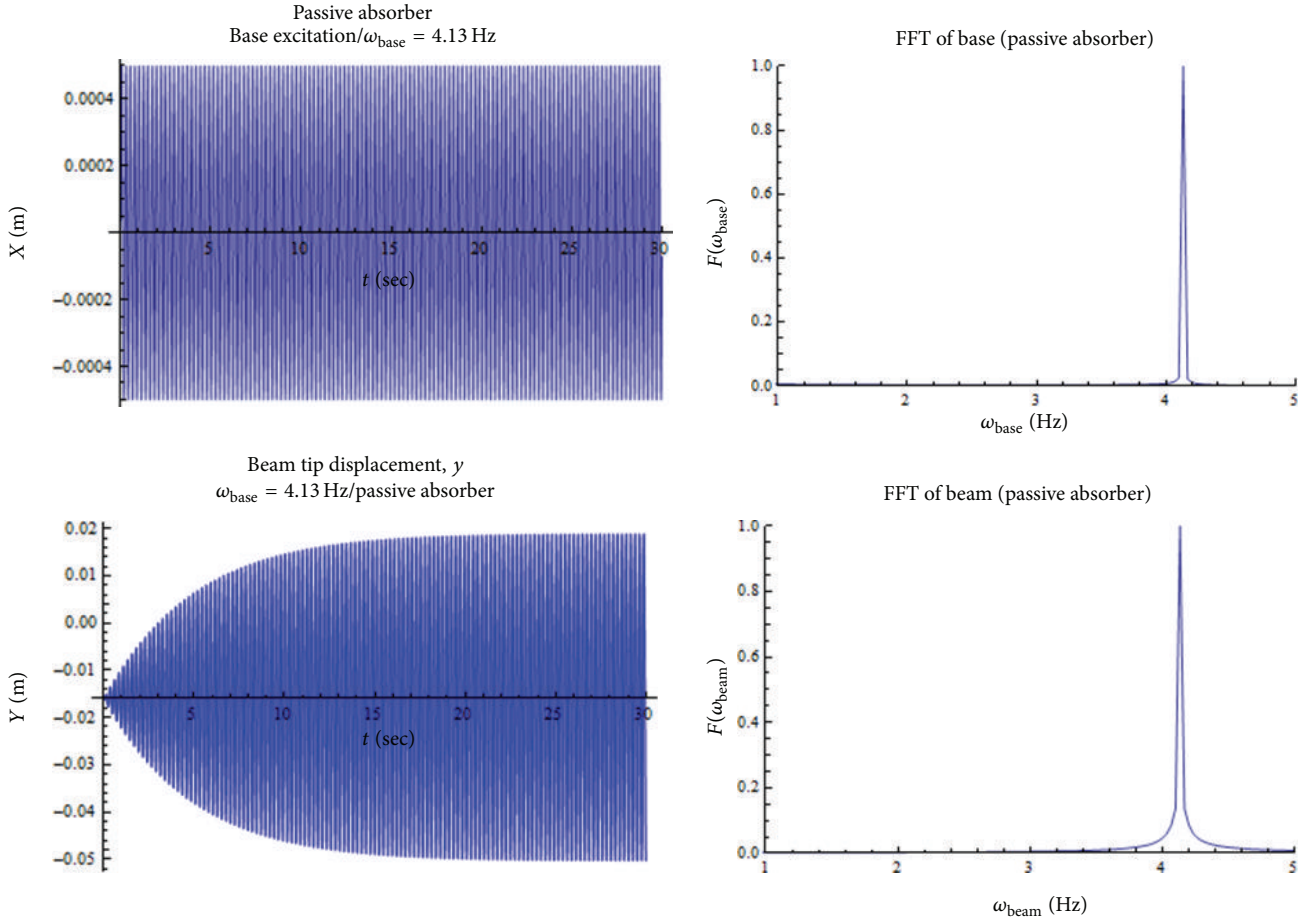 Passive absorber
Base excitation/ω_base = 4.13 Hz
0.0004
0.0002
−0.0002
−0.0004
X (m)
5 10 15 20 25 30
t (sec)
FFT of base (passive absorber)
1.0
0.8
0.6
0.4
0.2
0.0
F(ω_base)
1 2 3 4 5
ω_base (Hz)
Beam tip displacement, y
ω_base = 4.13 Hz/passive absorber
0.02
0.01
0.00
−0.01
−0.02
−0.03
−0.04
−0.05
Y (m)
5 10 15 20 25 30
t (sec)
FFT of beam (passive absorber)
1.0
0.8
0.6
0.4
0.2
0.0
F(ω_beam)
1 2 3 4 5
ω_beam (Hz)